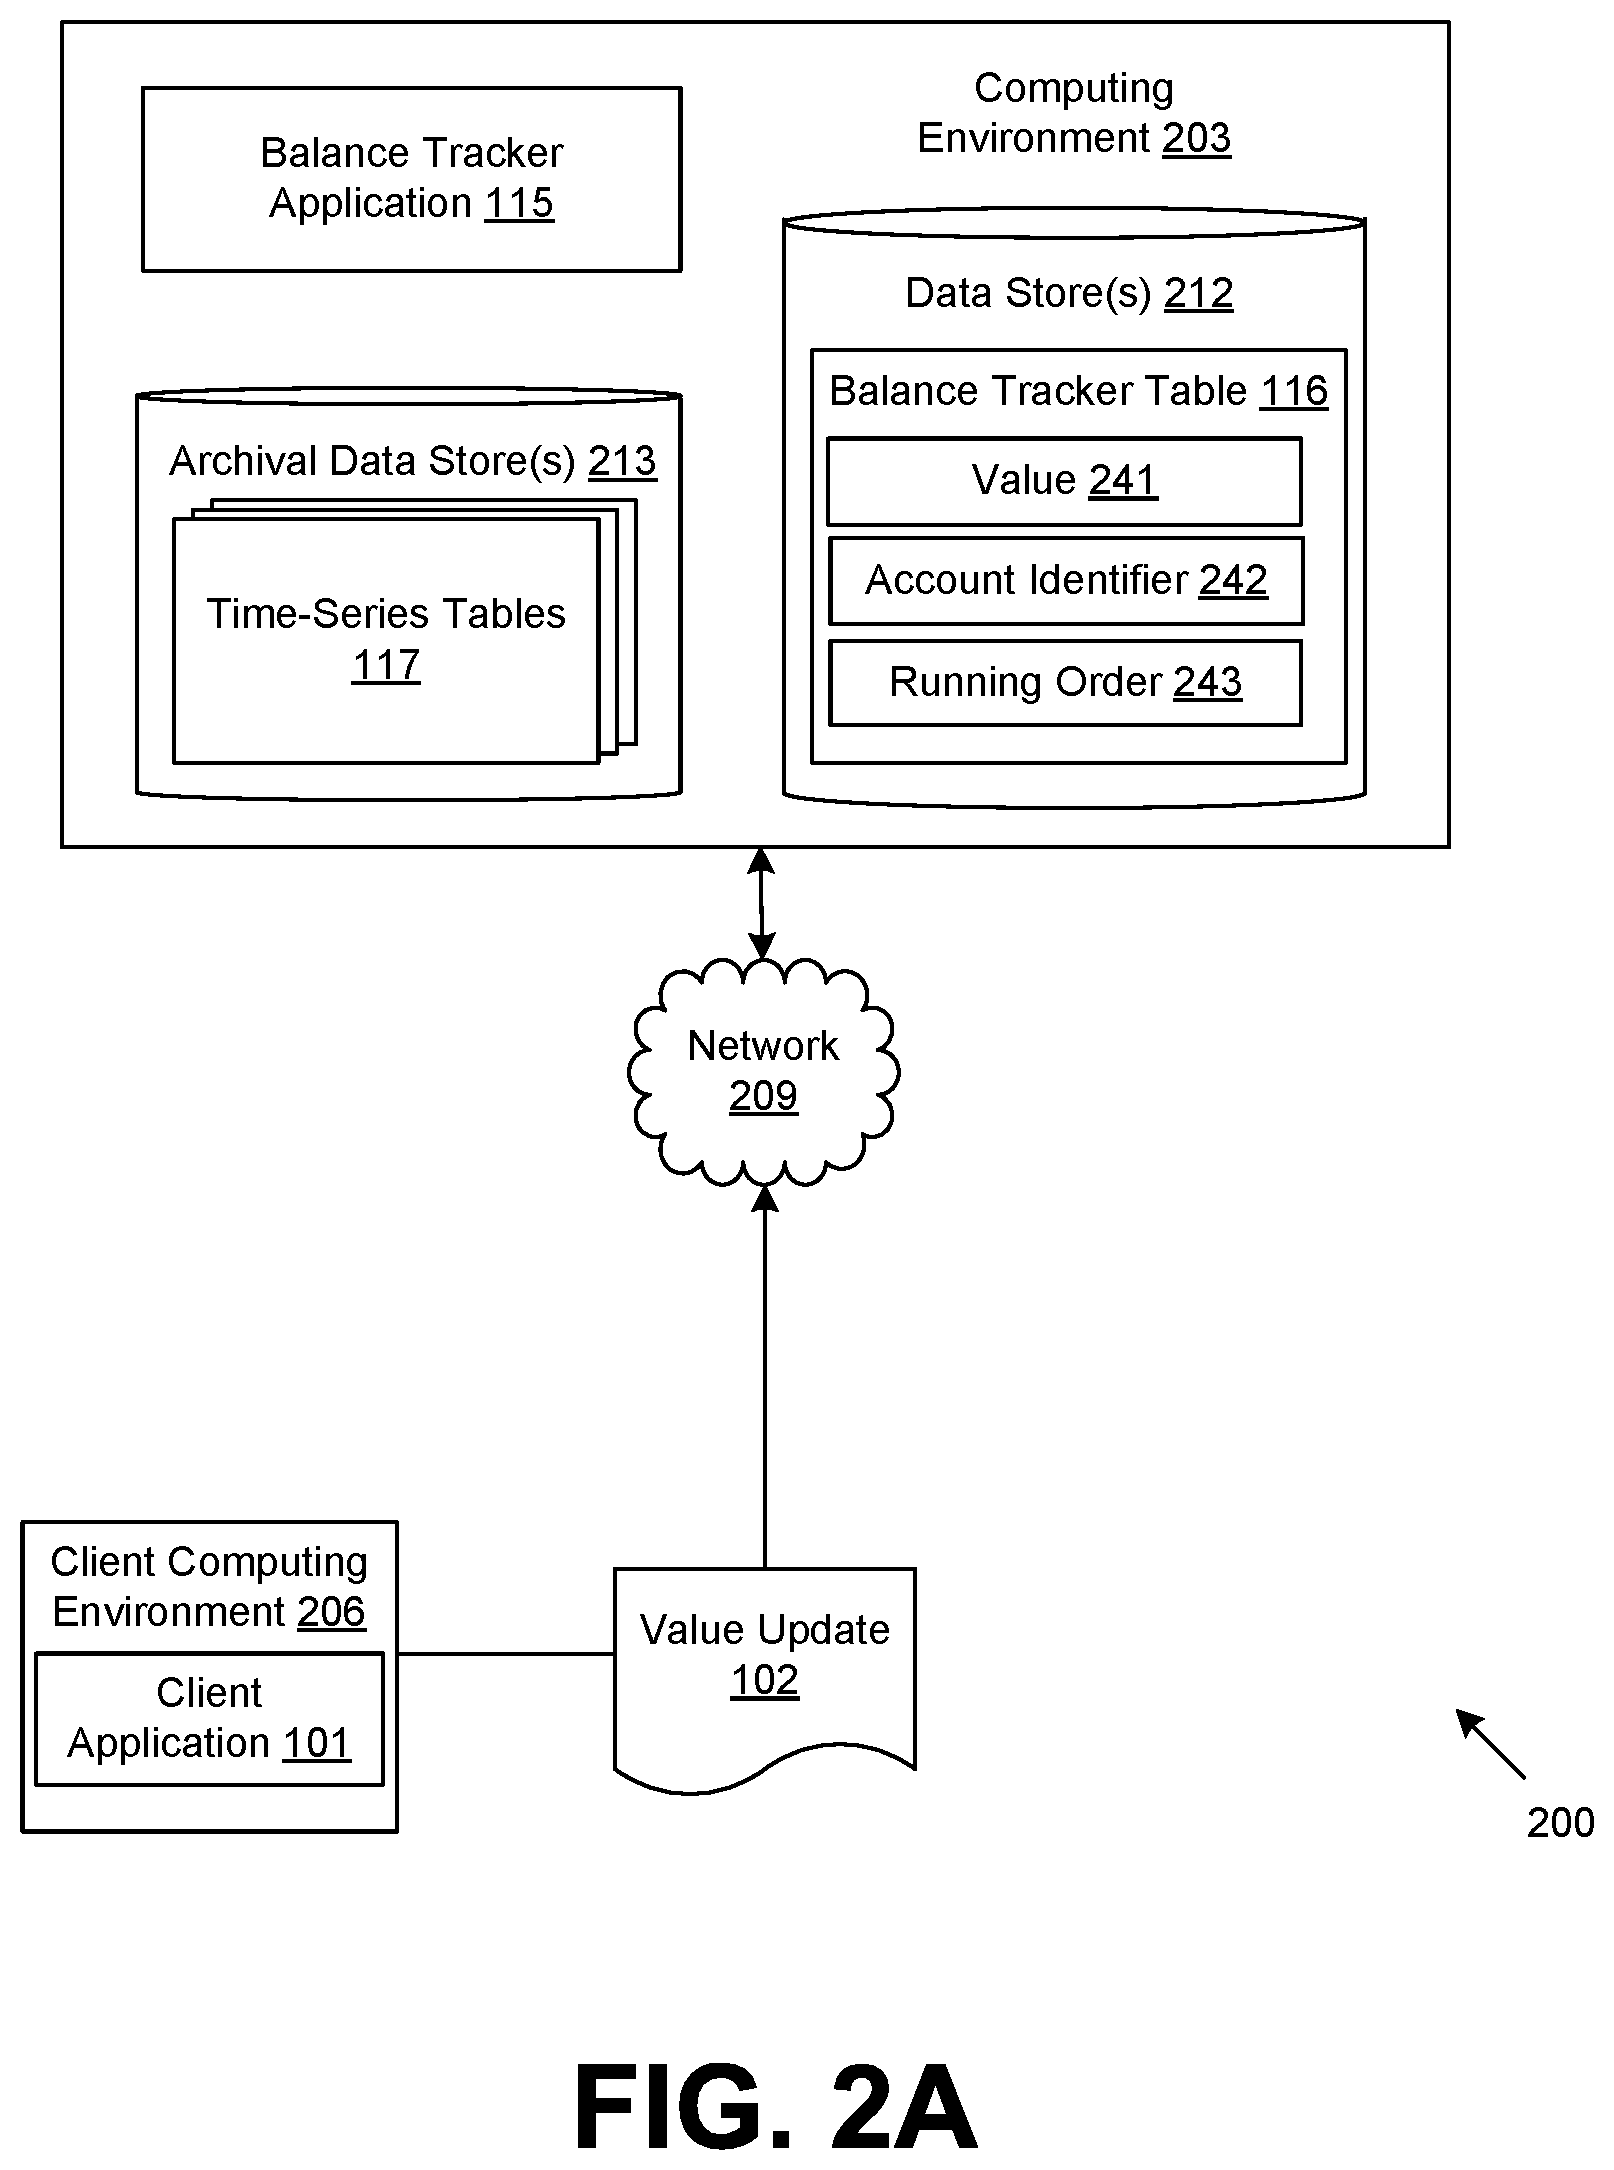 Computing
Environment 203
Balance Tracker
Application 115
Data Store(s) 212
Balance Tracker Table 116
Value 241
Account Identifier 242
Running Order 243
Archival Data Store(s) 213
Time-Series Tables
117
Network
209
Client Computing
Environment 206
Client
Application 101
Value Update
102
200
FIG. 2A